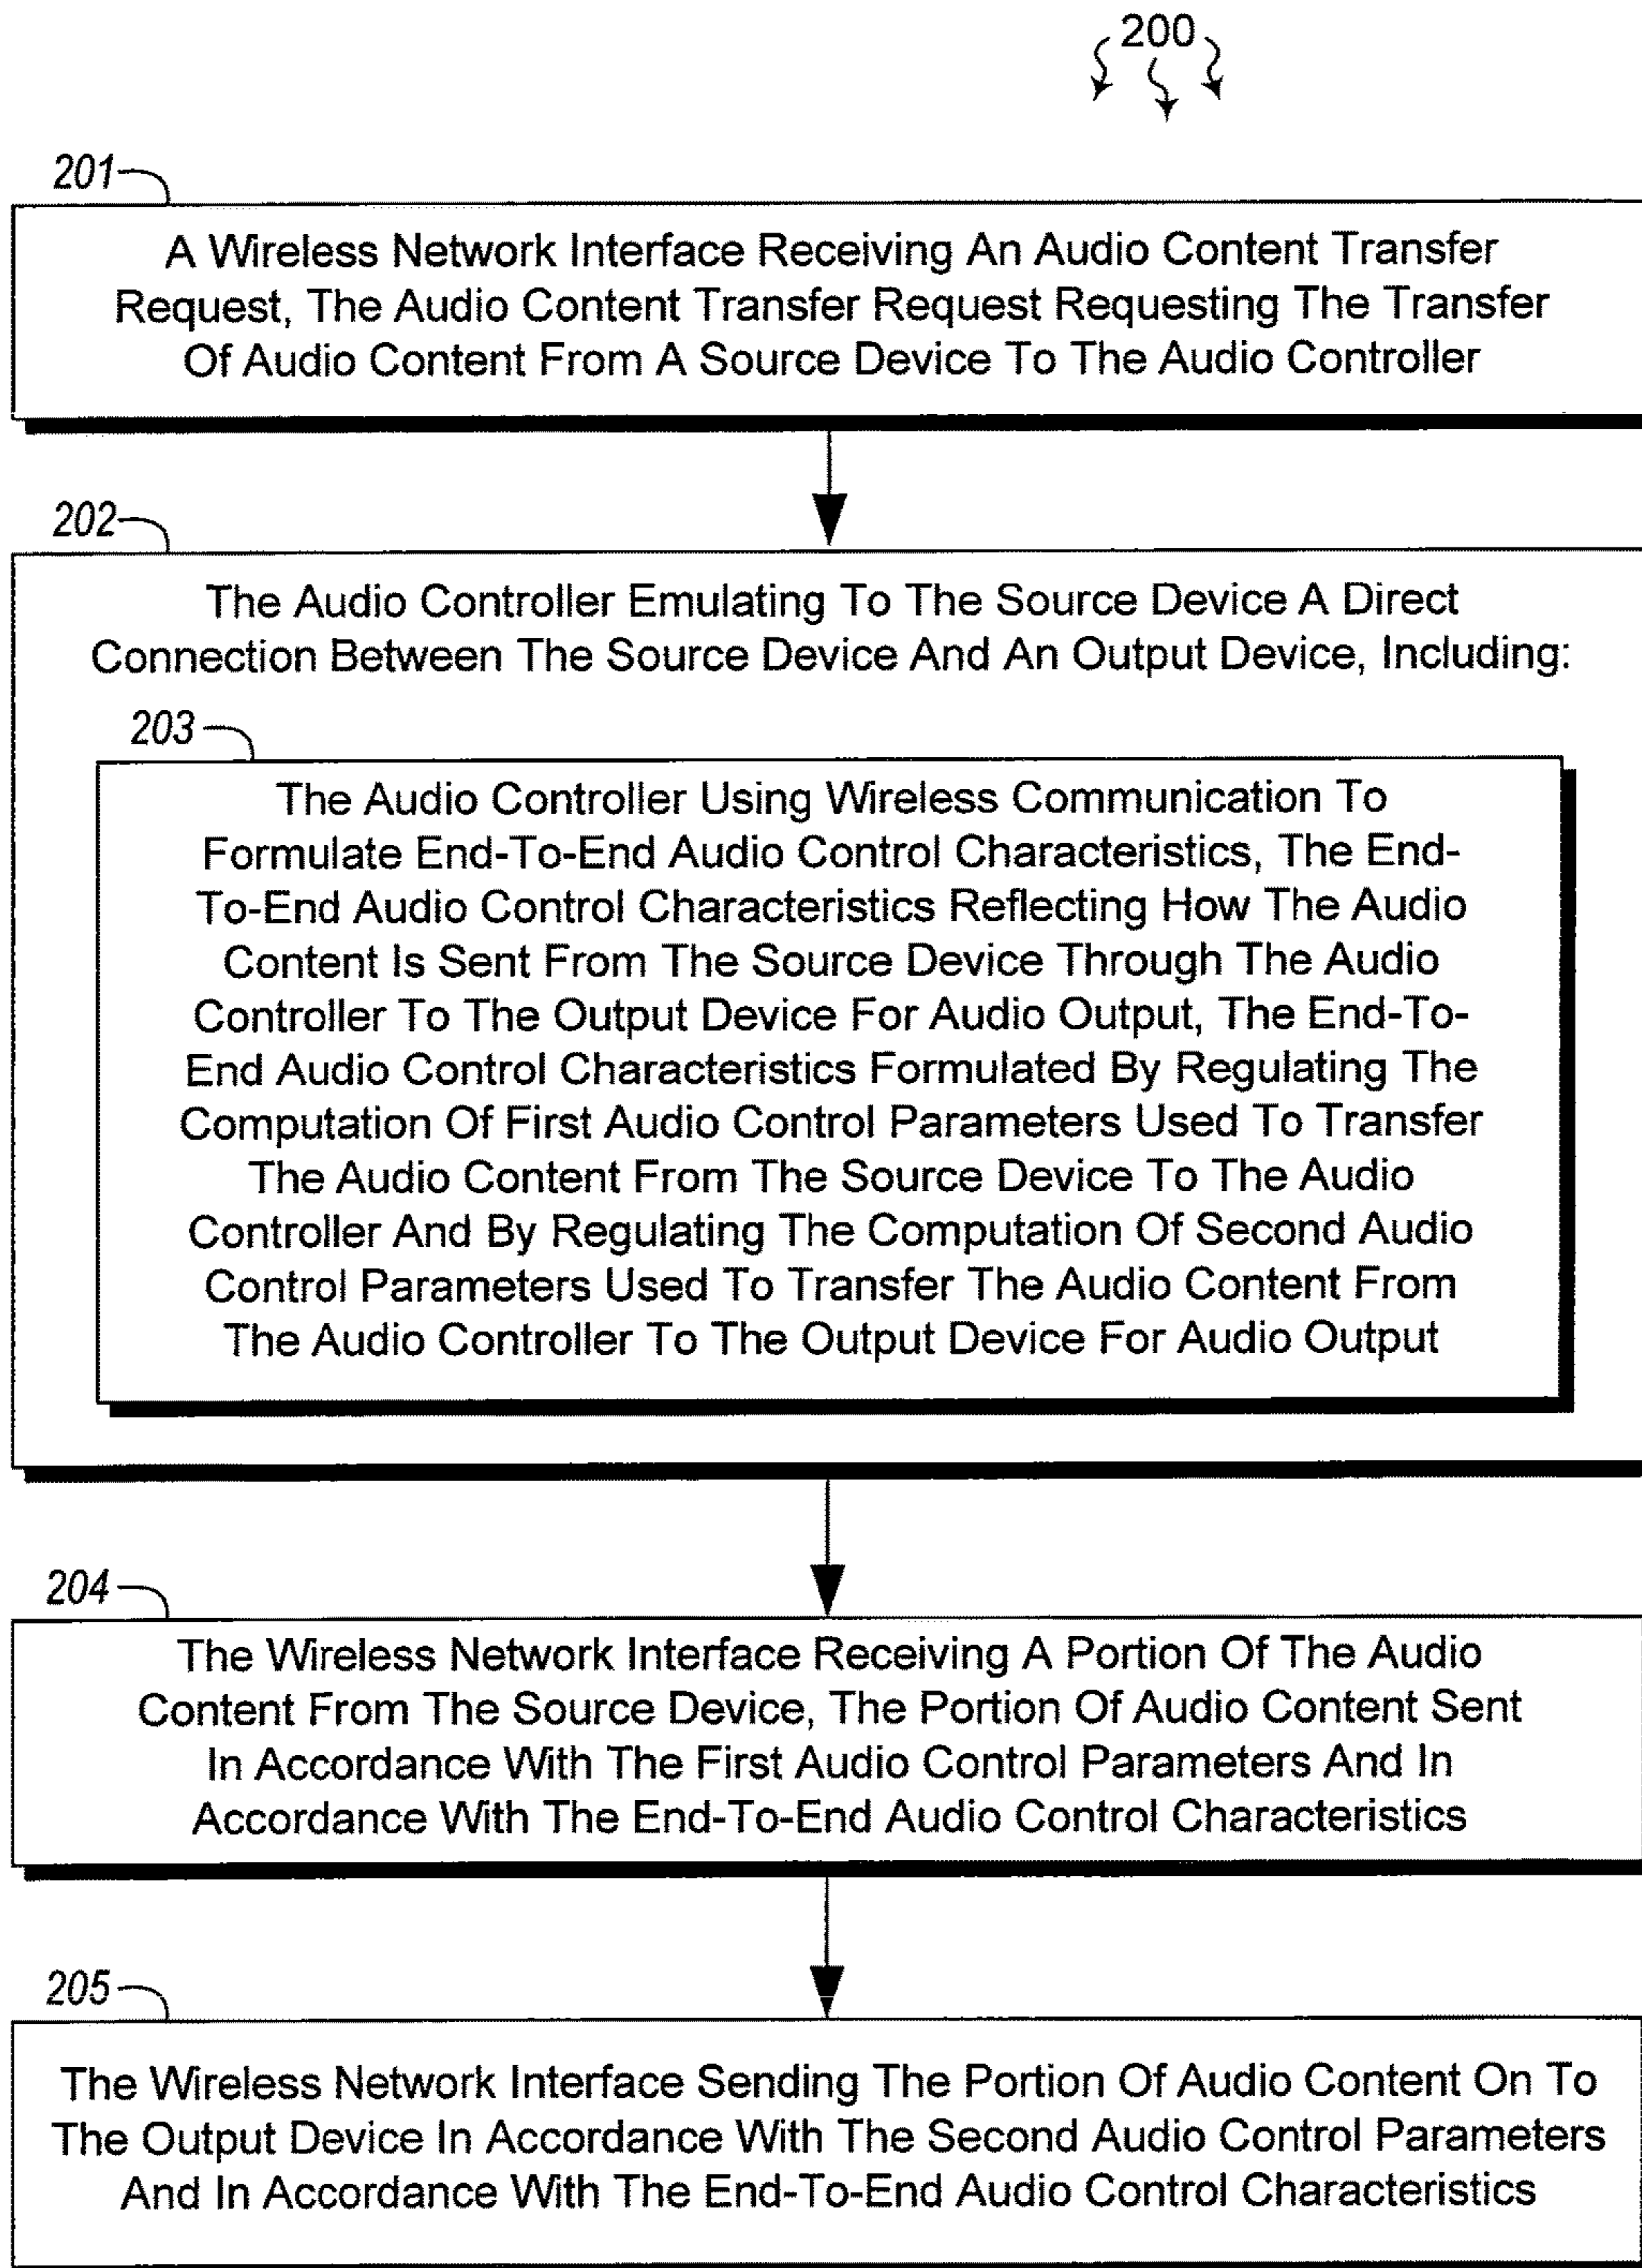 200
201
A Wireless Network Interface Receiving An Audio Content Transfer
Request, The Audio Content Transfer Request Requesting The Transfer
Of Audio Content From A Source Device To The Audio Controller
202
The Audio Controller Emulating To The Source Device A Direct
Connection Between The Source Device And An Output Device, Including:
203
The Audio Controller Using Wireless Communication To
Formulate End-To-End Audio Control Characteristics, The End-
To-End Audio Control Characteristics Reflecting How The Audio
Content Is Sent From The Source Device Through The Audio
Controller To The Output Device For Audio Output, The End-To-
End Audio Control Characteristics Formulated By Regulating The
Computation Of First Audio Control Parameters Used To Transfer
The Audio Content From The Source Device To The Audio
Controller And By Regulating The Computation Of Second Audio
Control Parameters Used To Transfer The Audio Content From
The Audio Controller To The Output Device For Audio Output
204
The Wireless Network Interface Receiving A Portion Of The Audio
Content From The Source Device, The Portion Of Audio Content Sent
In Accordance With The First Audio Control Parameters And In
Accordance With The End-To-End Audio Control Characteristics
205
The Wireless Network Interface Sending The Portion Of Audio Content On To
The Output Device In Accordance With The Second Audio Control Parameters
And In Accordance With The End-To-End Audio Control Characteristics